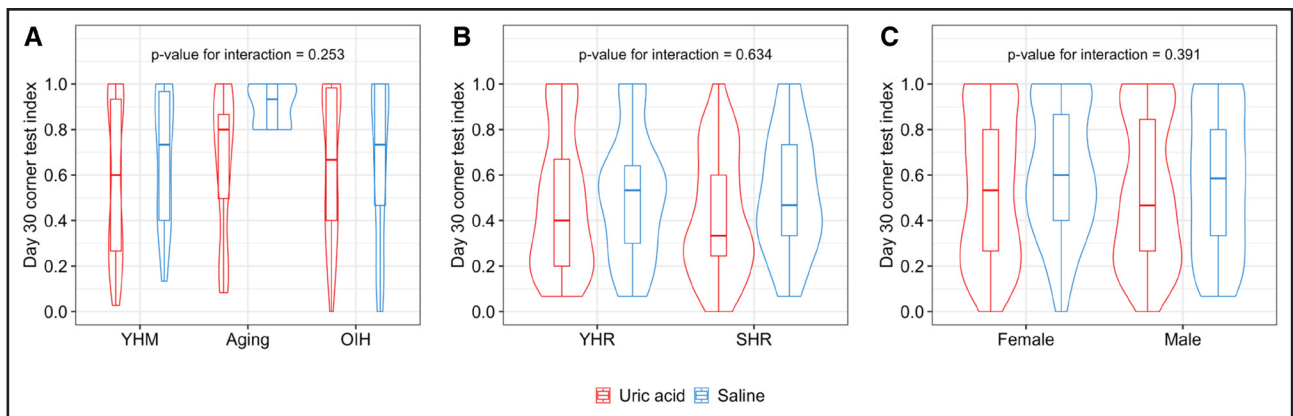 A
B
C
p-value for interaction = 0.253
p-value for interaction = 0.634
p-value for interaction = 0.391
Day 30 corner test index
1.0
0.8
0.6
0.4
0.2
0.0
YHM Aging OIH
Day 30 corner test index
1.0
0.8
0.6
0.4
0.2
0.0
YHR SHR
Day 30 corner test index
1.0
0.8
0.6
0.4
0.2
0.0
Female Male
Uric acid Saline